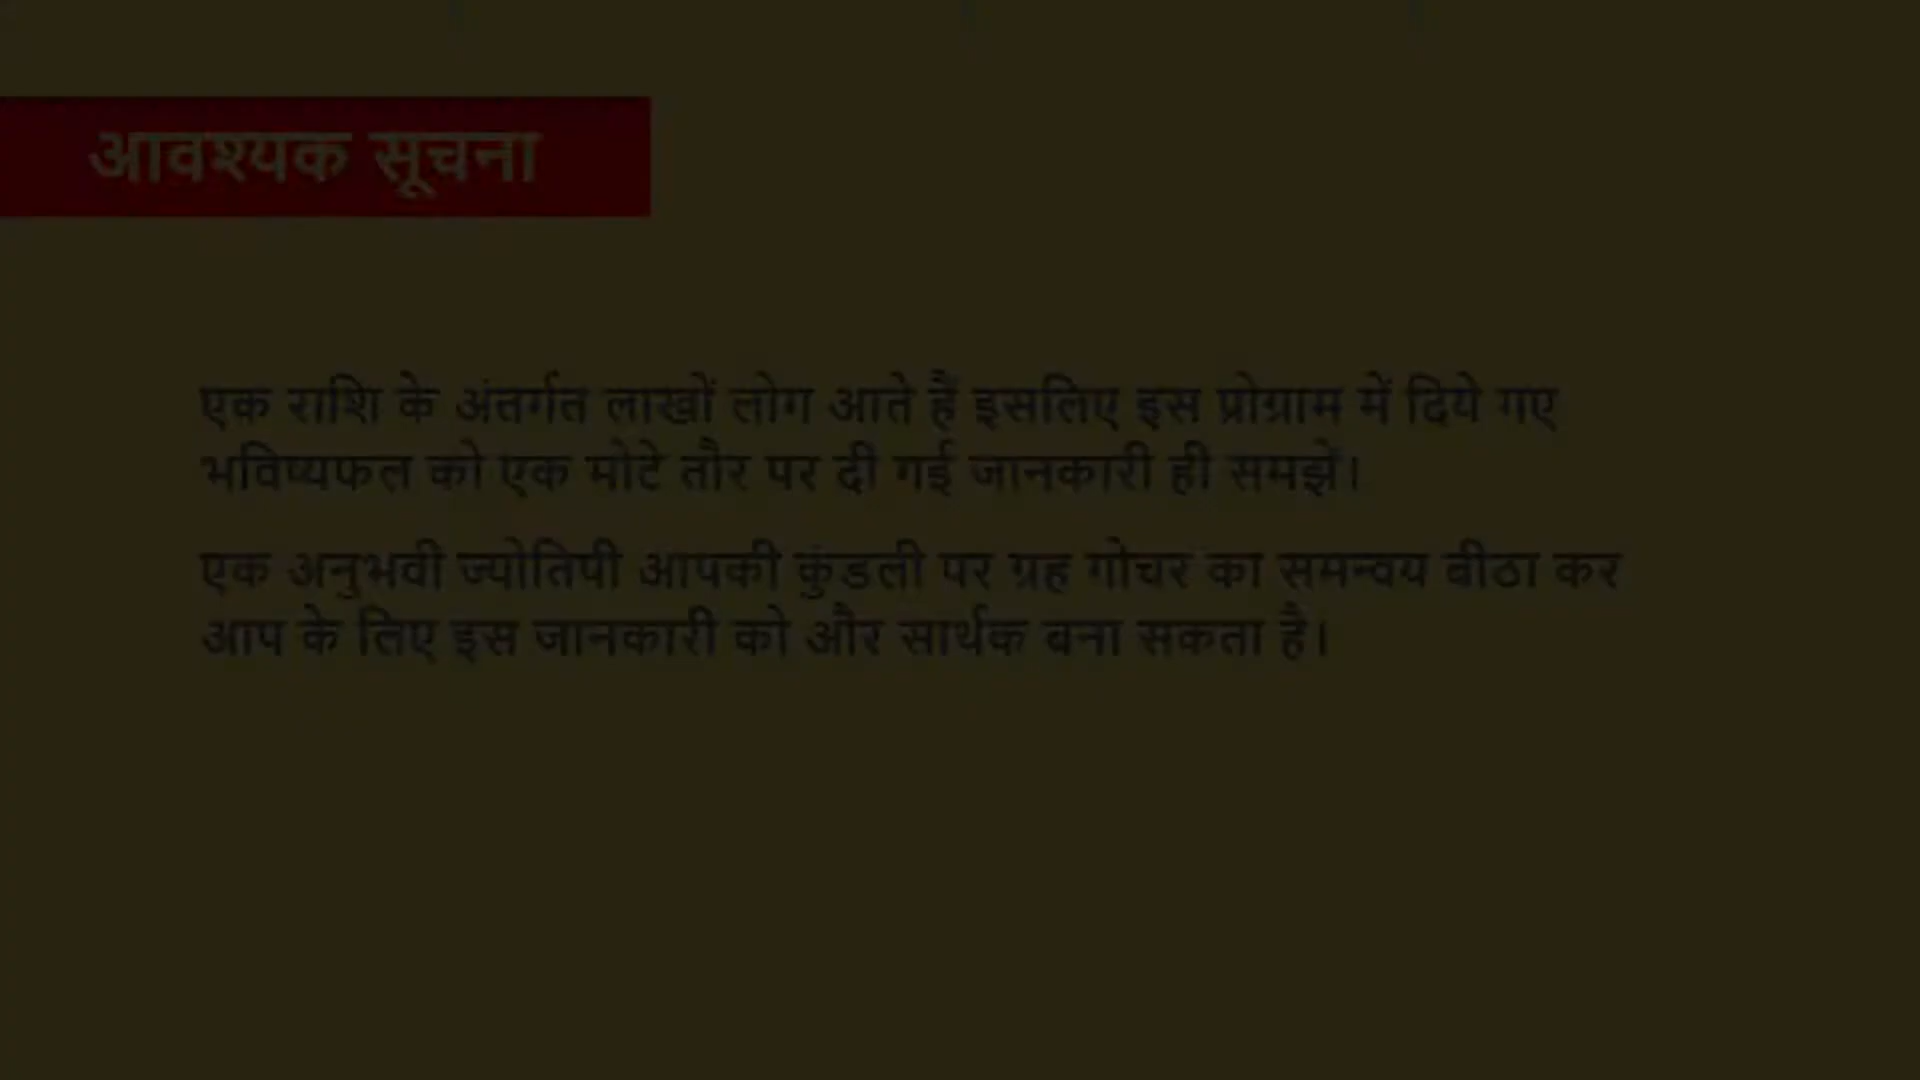 आवश्यक सूचना
एक राशि के अंतर्गत लाखों लोग आते हैं इसलिए इस प्रोग्राम में दिये गए
भविष्यफल को एक मोटे तौर पर दी गई जानकारी ही समझें।
एक अनुभवी ज्योतिषी आपकी कुंडली पर ग्रह गोचर का समन्वय बीठा कर
आप के लिए इस जानकारी को और सार्थक बना सकता है।